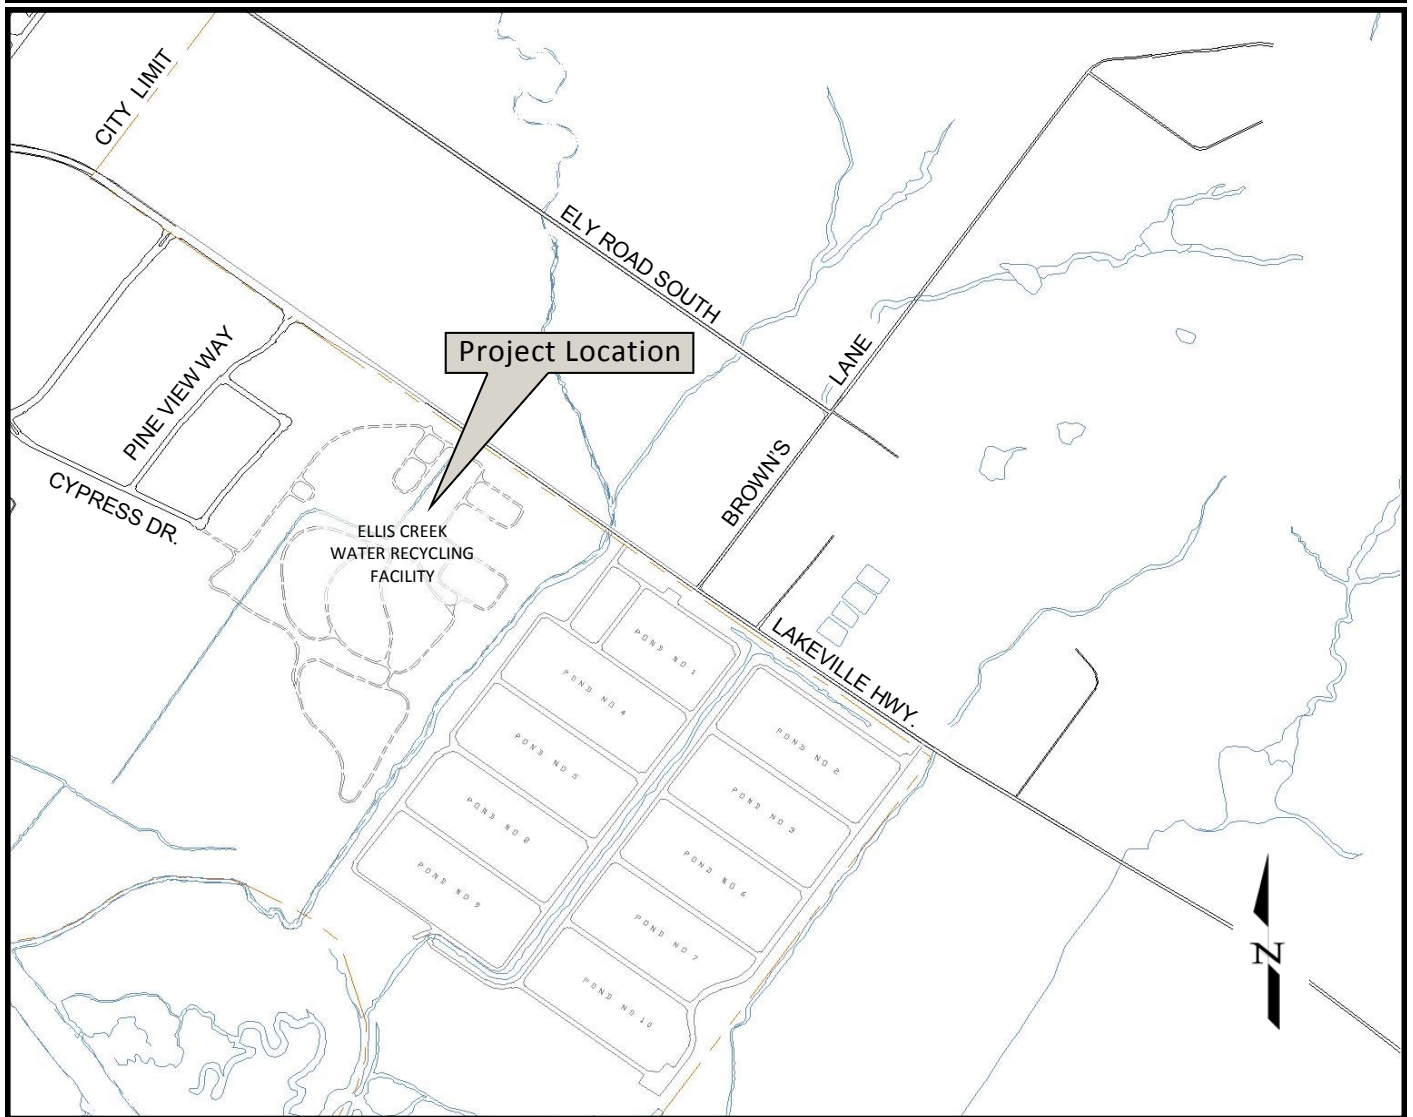 CITY LIMIT
ELY ROAD SOUTH
Project Location
LANE
PINE VIEW WAY
BROWN'S
CYPRESS DR.
ELLIS CREEK
WATER RECYCLING
FACILITY
LAKEVILLE HWY.
POND NO 1
POND NO 4
POND NO 2
POND NO 5
POND NO 3
POND NO 8
POND NO 6
POND NO 9
POND NO 7
POND NO 10
N